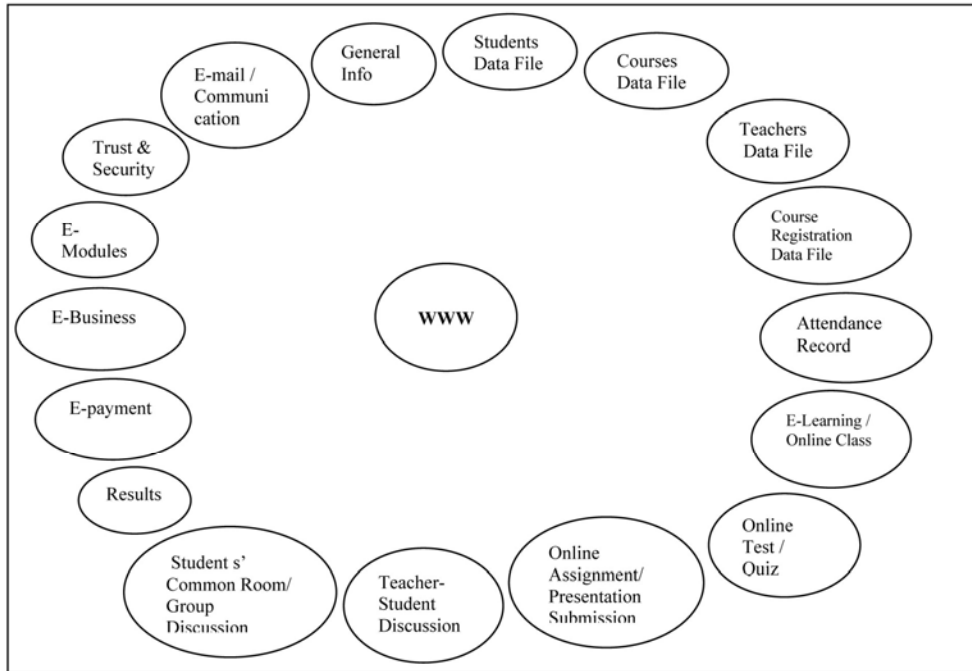 General
Info
Students
Data File
Courses
Data File
Teachers
Data File
Course
Registration
Data File
Attendance
Record
E-Learning /
Online Class
Online
Test /
Quiz
Online
Assignment/
Presentation
Submission
Teacher-
Student
Discussion
Student s’
Common Room/
Group
Discussion
Results
E-payment
E-Business
E-
Modules
Trust &
Security
E-mail /
Communi
cation
WWW